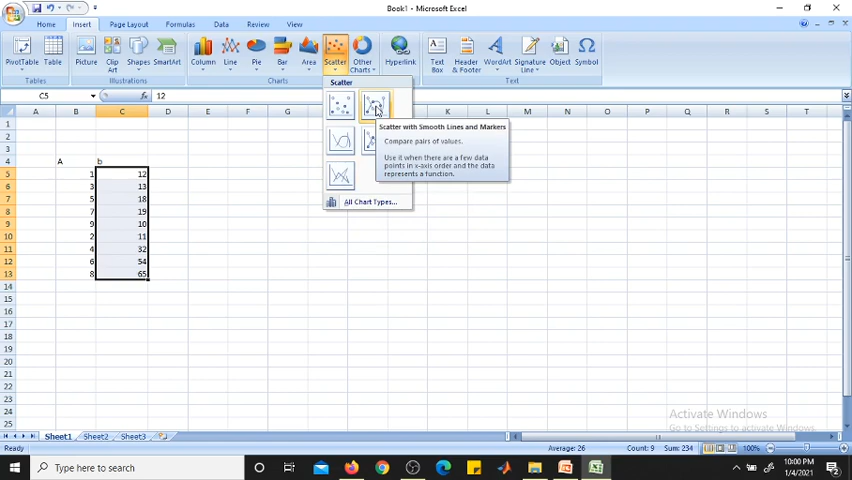 Book1 - Microsoft Excel
Home Insert Page Layout Formulas Data Review View
PivotTable Table Picture Clip Art Shapes SmartArt Column Line Pie Bar Area Scatter Other Charts Hyperlink Text Box Header & Footer WordArt Signature Line Object Symbol
Tables Illustrations Charts Text
Scatter
C5 fx 12
A B C D E F G K L M N O P Q R S T U
Scatter with Smooth Lines and Markers
Compare pairs of values.
Use it when there are a few data
points in x-axis order and the data
represents a function.
All Chart Types...
1
2
3
4 A b
5 1 12
6 3 13
7 5 18
8 7 19
9 9 10
10 2 11
11 4 32
12 6 54
13 8 65
14
15
16
17
18
19
20
21
22
23
24
25
Activate Windows
Go to Settings to activate Windows.
Sheet1 Sheet2 Sheet3
Ready Average: 26 Count: 9 Sum: 234 100%
Type here to search
10:00 PM
1/4/2021
2